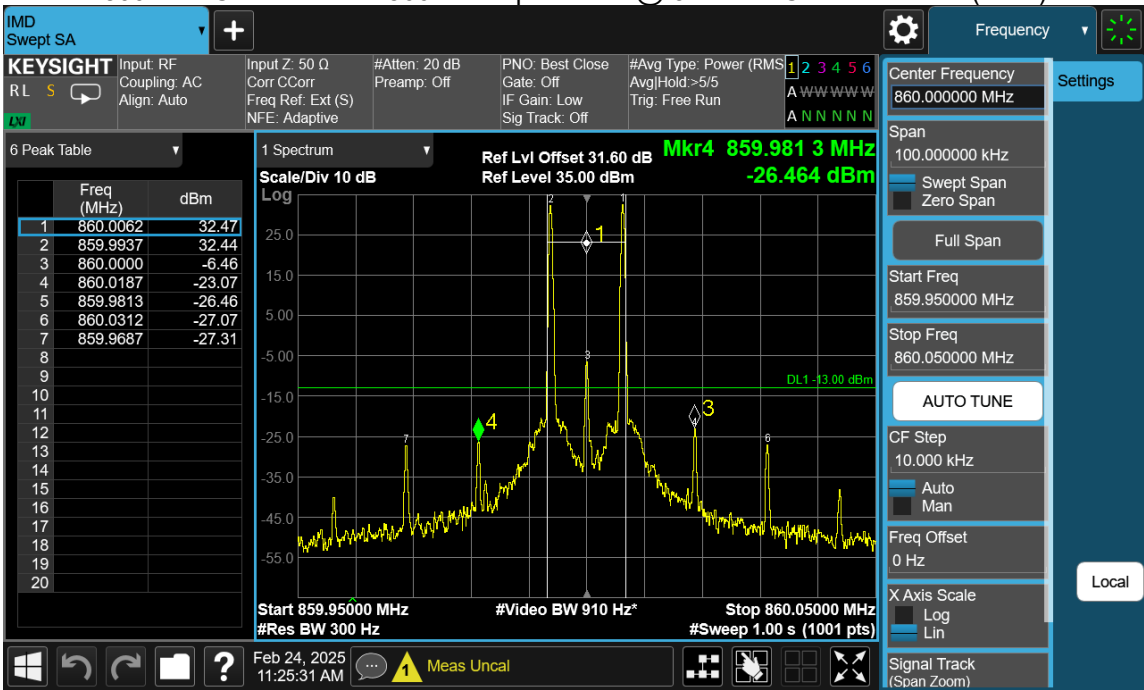 IMD
Swept SA
Frequency
KEYSIGHT
RL S
LXI
Input: RF
Coupling: AC
Align: Auto
Input Z: 50 Ω
Corr CCorr
Freq Ref: Ext (S)
NFE: Adaptive
#Atten: 20 dB
Preamp: Off
PNO: Best Close
Gate: Off
IF Gain: Low
Sig Track: Off
#Avg Type: Power (RMS
Avg|Hold:>5/5
Trig: Free Run
1 2 3 4 5 6
A W W W W W
A N N N N N
6 Peak Table
Freq (MHz) dBm
1 860.0062 32.47
2 859.9937 32.44
3 860.0000 -6.46
4 860.0187 -23.07
5 859.9813 -26.46
6 860.0312 -27.07
7 859.9687 -27.31
8
9
10
11
12
13
14
15
16
17
18
19
20
1 Spectrum
Scale/Div 10 dB
Log
Ref Lvl Offset 31.60 dB
Ref Level 35.00 dBm
Mkr4 859.981 3 MHz
-26.464 dBm
25.0
15.0
5.00
-5.00
-15.0
-25.0
-35.0
-45.0
-55.0
2
1
1
3
DL1 -13.00 dBm
3
4
4
7
6
Start 859.95000 MHz
#Video BW 910 Hz*
Stop 860.05000 MHz
#Res BW 300 Hz
#Sweep 1.00 s (1001 pts)
Center Frequency
860.000000 MHz
Settings
Span
100.000000 kHz
Swept Span
Zero Span
Full Span
Start Freq
859.950000 MHz
Stop Freq
860.050000 MHz
AUTO TUNE
CF Step
10.000 kHz
Auto
Man
Freq Offset
0 Hz
Local
X Axis Scale
Log
Lin
Signal Track
(Span Zoom)
?
Feb 24, 2025
11:25:31 AM
1
Meas Uncal